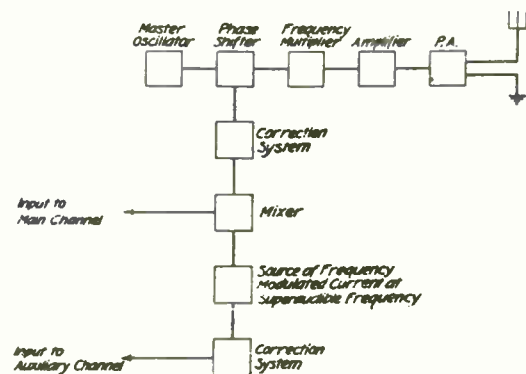 Master
Oscillator
Phase
Shifter
Frequency
Multiplier
Amplifier
P.A.
Correction
System
Input to
Main Channel
Mixer
Source of Frequency
Modulated Current at
Superaudible Frequency
Input to
Auxiliary Channel
Correction
System